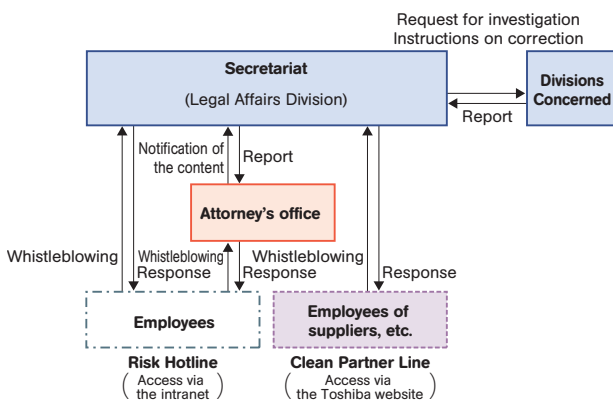 Request for investigation
Instructions on correction
Secretariat
(Legal Affairs Division)
Divisions
Concerned
Report
Notification of
the content
Report
Attorney's office
Whistleblowing
Response
Whistleblowing
Response
Whistleblowing
Response
Employees
Employees of
suppliers, etc.
Risk Hotline
(Access via
the intranet)
Clean Partner Line
(Access via
the Toshiba website)